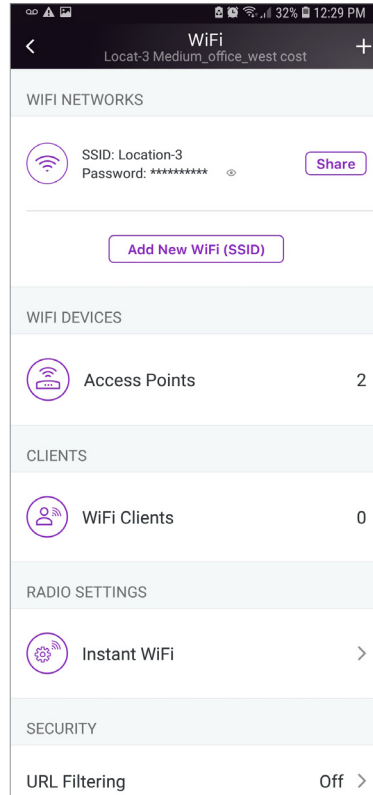 32% 12:29 PM
WiFi
Locat-3 Medium_office_west cost
WIFI NETWORKS
SSID: Location-3
Password: **********
Share
Add New WiFi (SSID)
WIFI DEVICES
Access Points 2
CLIENTS
WiFi Clients 0
RADIO SETTINGS
Instant WiFi
SECURITY
URL Filtering Off